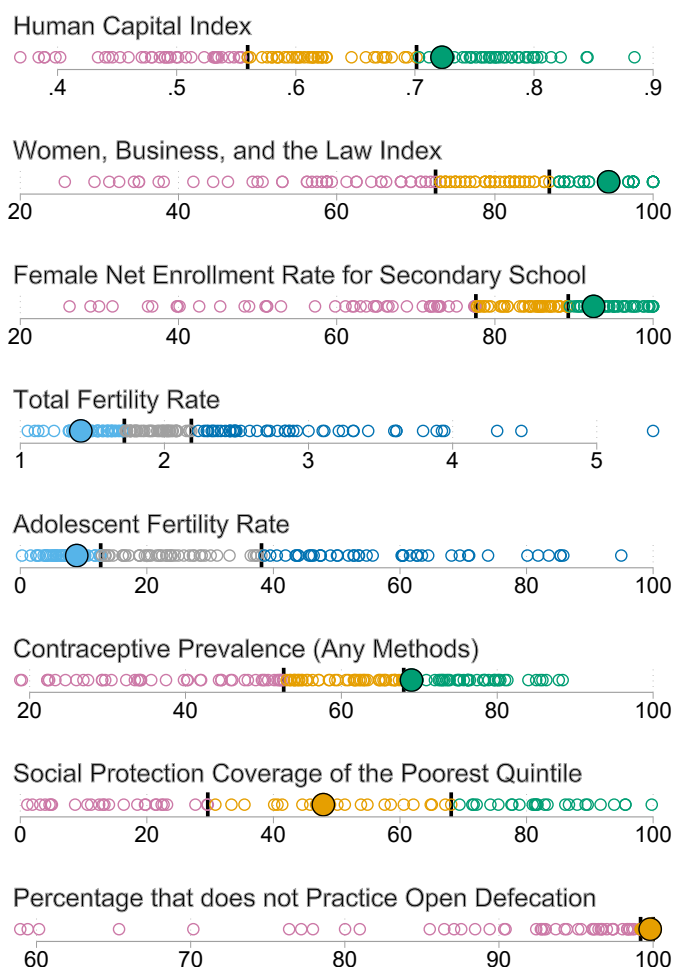 Human Capital Index
.4 .5 .6 .7 .8 .9
Women, Business, and the Law Index
20 40 60 80 100
Female Net Enrollment Rate for Secondary School
20 40 60 80 100
Total Fertility Rate
1 2 3 4 5
Adolescent Fertility Rate
0 20 40 60 80 100
Contraceptive Prevalence (Any Methods)
20 40 60 80 100
Social Protection Coverage of the Poorest Quintile
0 20 40 60 80 100
Percentage that does not Practice Open Defecation
60 70 80 90 100